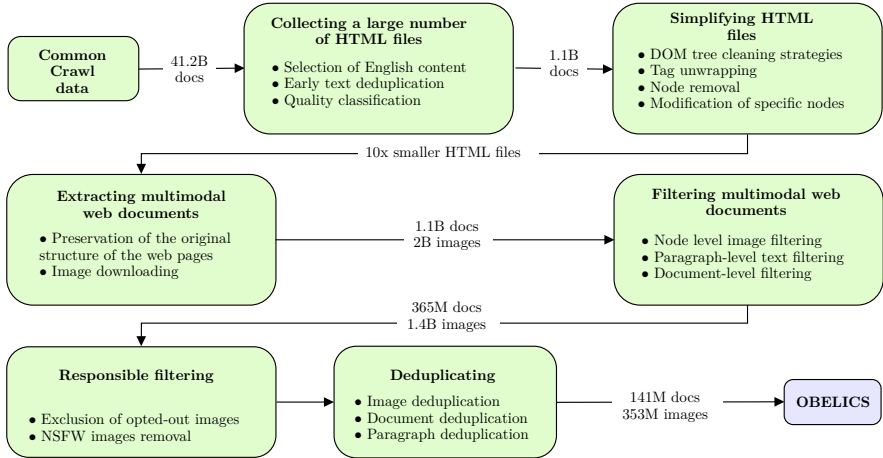 Common
Crawl
data
41.2B
docs
Collecting a large number
of HTML files
● Selection of English content
● Early text deduplication
● Quality classification
1.1B
docs
Simplifying HTML
files
● DOM tree cleaning strategies
● Tag unwrapping
● Node removal
● Modification of specific nodes
10x smaller HTML files
Extracting multimodal
web documents
● Preservation of the original
structure of the web pages
● Image downloading
1.1B docs
2B images
Filtering multimodal web
documents
● Node level image filtering
● Paragraph-level text filtering
● Document-level filtering
365M docs
1.4B images
Responsible filtering
● Exclusion of opted-out images
● NSFW images removal
Deduplicating
● Image deduplication
● Document deduplication
● Paragraph deduplication
141M docs
353M images
OBELICS